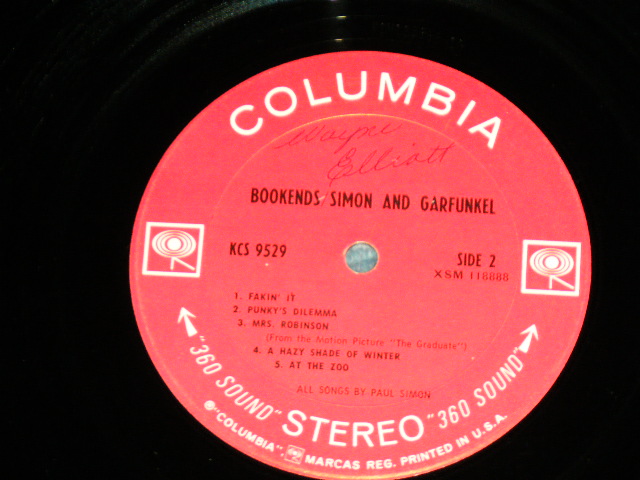 COLUMBIA
Wayne
Elliott
BOOKENDS/SIMON AND GARFUNKEL
KCS 9529
SIDE 2
XSM 118888
1. FAKIN' IT
2. PUNKY'S DILEMMA
3. MRS. ROBINSON
(From the Motion Picture "The Graduate")
4. A HAZY SHADE OF WINTER
5. AT THE ZOO
ALL SONGS BY PAUL SIMON
"360 SOUND" STEREO "360 SOUND"
® "COLUMBIA", MARCAS REG. PRINTED IN U.S.A.